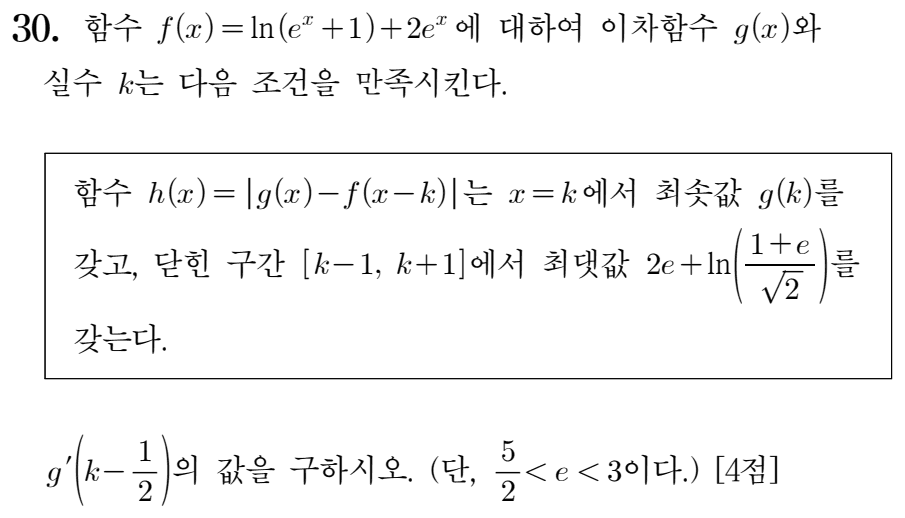 30. 함수 f(x)=ln(e^x+1)+2e^x에 대하여 이차함수 g(x)와
실수 k는 다음 조건을 만족시킨다.
함수 h(x)=|g(x)-f(x-k)|는 x=k에서 최솟값 g(k)를
갖고, 닫힌 구간 [k-1, k+1]에서 최댓값 2e+ln((1+e)/√2)를
갖는다.
g'(k-1/2)의 값을 구하시오. (단, 5/2<e<3이다.) [4점]